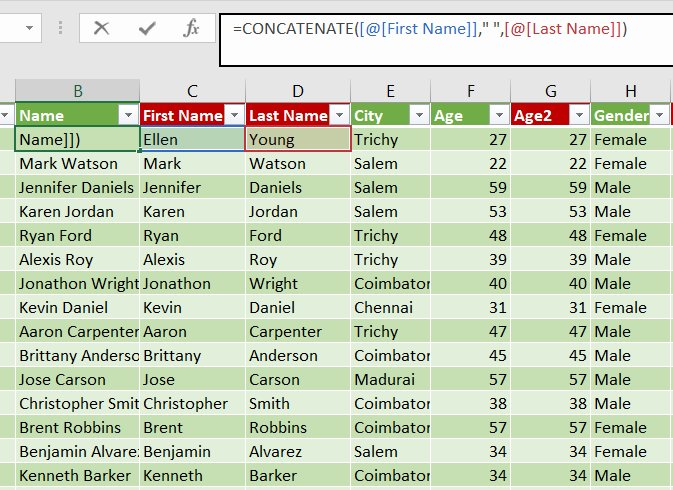 fx =CONCATENATE([@[First Name]]," ",[@[Last Name]])
B C D E F G H
Name First Name Last Name City Age Age2 Gender
Name]]) Ellen Young Trichy 27 27 Female
Mark Watson Mark Watson Salem 22 22 Female
Jennifer Daniels Jennifer Daniels Salem 59 59 Male
Karen Jordan Karen Jordan Salem 53 53 Male
Ryan Ford Ryan Ford Trichy 48 48 Female
Alexis Roy Alexis Roy Trichy 39 39 Male
Jonathon Wright Jonathon Wright Coimbator 40 40 Male
Kevin Daniel Kevin Daniel Chennai 31 31 Female
Aaron Carpenter Aaron Carpenter Trichy 47 47 Male
Brittany Anderso Brittany Anderson Coimbator 45 45 Male
Jose Carson Jose Carson Madurai 57 57 Male
Christopher Smit Christopher Smith Coimbator 38 38 Male
Brent Robbins Brent Robbins Coimbator 57 57 Female
Benjamin Alvare Benjamin Alvarez Salem 34 34 Female
Kenneth Barker Kenneth Barker Coimbator 34 34 Male